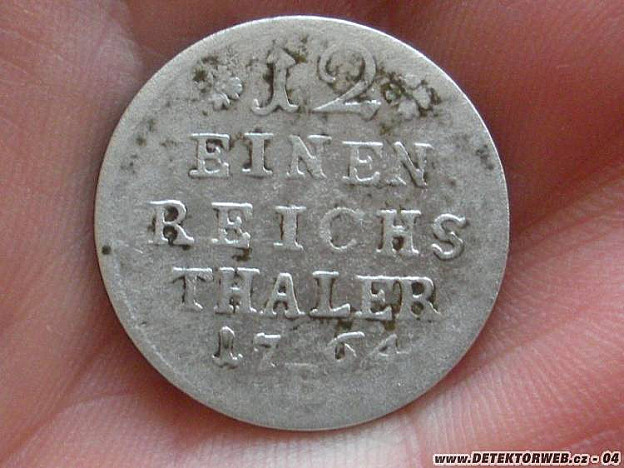 12
EINEN
REICHS
THALER
1764
www.DETEKTORWEB.cz - 04